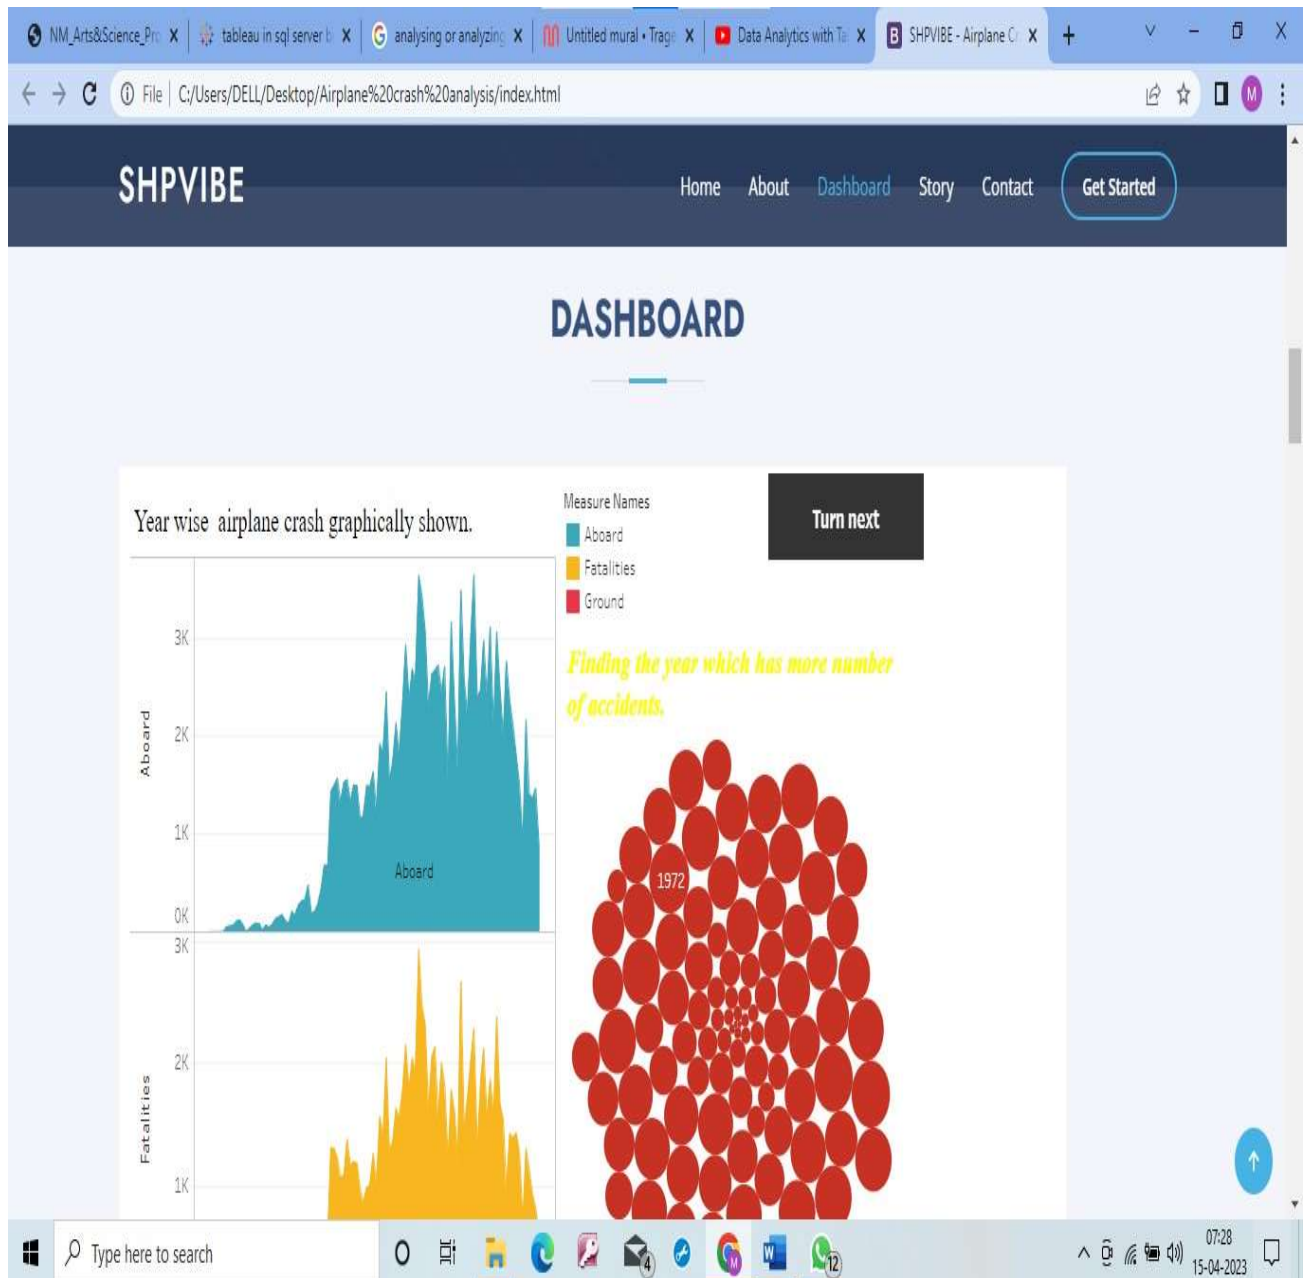 NM_Arts&Science_Pro
tableau in sql server b
analysing or analyzing
Untitled mural • Trage
Data Analytics with Ta
SHPVIBE - Airplane Cr
File
C:/Users/DELL/Desktop/Airplane%20crash%20analysis/index.html
M
SHPVIBE
Home
About
Dashboard
Story
Contact
Get Started
DASHBOARD
Year wise airplane crash graphically shown.
Measure Names
Aboard
Fatalities
Ground
Turn next
Finding the year which has more number
of accidents.
3K
2K
1K
0K
Aboard
Aboard
3K
2K
1K
Fatalities
1972
Type here to search
4
M
12
07:28
15-04-2023